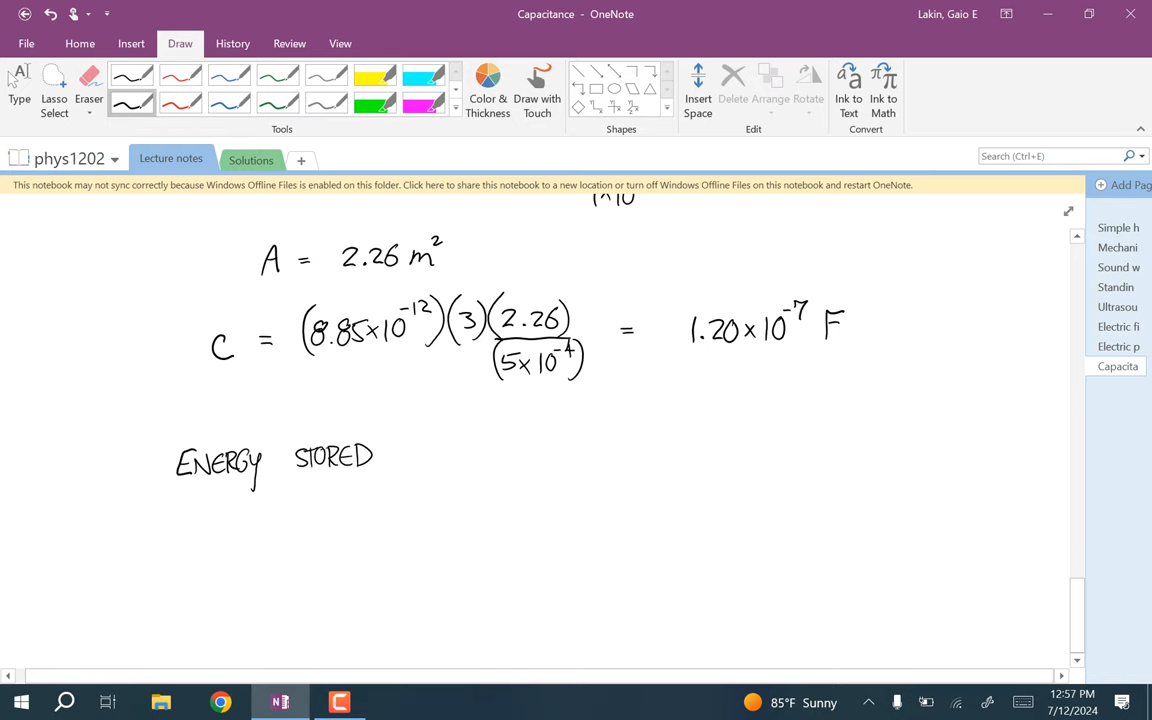 Capacitance - OneNote
Lakin, Gaio E
File Home Insert Draw History Review View
Type
Lasso Select
Eraser
Color & Thickness
Draw with Touch
Insert Space
Delete
Arrange
Rotate
Ink to Text
Ink to Math
Tools
Shapes
Edit
Convert
phys1202
Lecture notes
Solutions
Search (Ctrl+E)
This notebook may not sync correctly because Windows Offline Files is enabled on this folder. Click here to share this notebook to a new location or turn off Windows Offline Files on this notebook and restart OneNote.
Add Pag
Simple h
Mechani
Sound w
Standin
Ultrasou
Electric fi
Electric p
Capacita
1×10
A = 2.26 m²
C = (8.85×10⁻¹²)(3)(2.26)/(5×10⁻⁴) = 1.20×10⁻⁷ F
ENERGY STORED
85°F Sunny
12:57 PM
7/12/2024